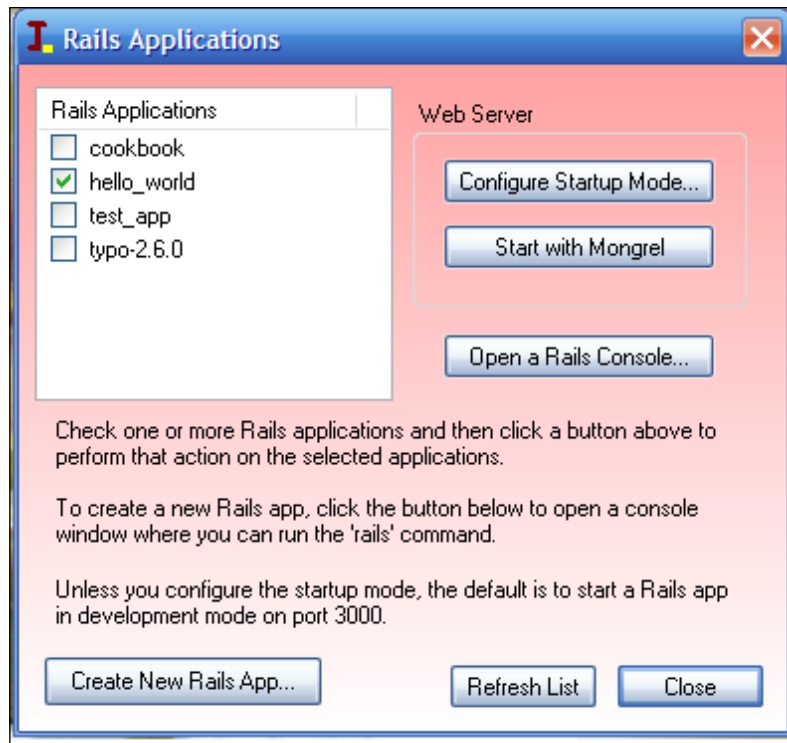 Rails Applications
Rails Applications
cookbook
hello_world
test_app
typo-2.6.0
Web Server
Configure Startup Mode...
Start with Mongrel
Open a Rails Console...
Check one or more Rails applications and then click a button above to
perform that action on the selected applications.
To create a new Rails app, click the button below to open a console
window where you can run the 'rails' command.
Unless you configure the startup mode, the default is to start a Rails app
in development mode on port 3000.
Create New Rails App...
Refresh List
Close